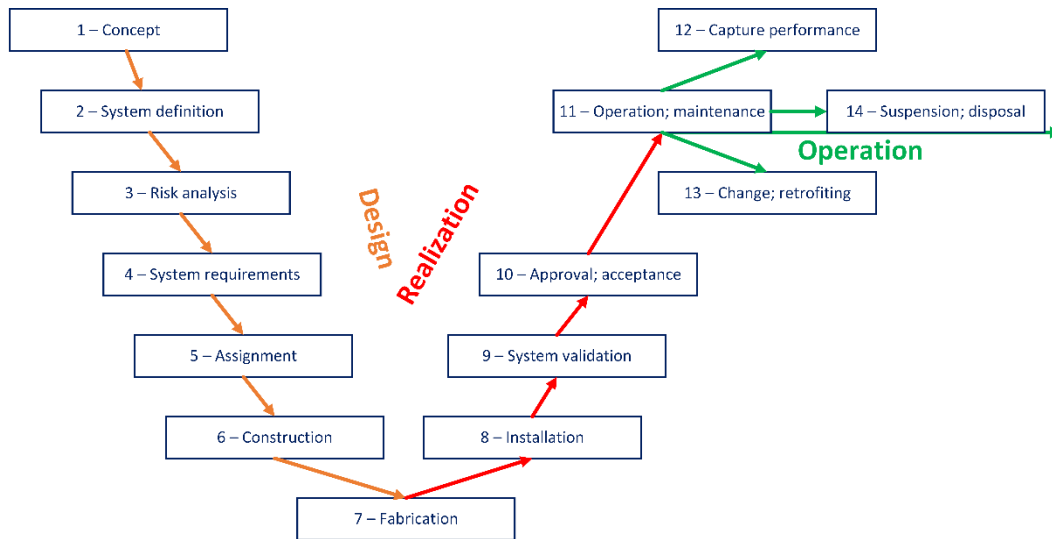 1 – Concept
2 – System definition
3 – Risk analysis
4 – System requirements
5 – Assignment
6 – Construction
7 – Fabrication
Design
Realization
8 – Installation
9 – System validation
10 – Approval; acceptance
11 – Operation; maintenance
12 – Capture performance
14 – Suspension; disposal
Operation
13 – Change; retrofiting